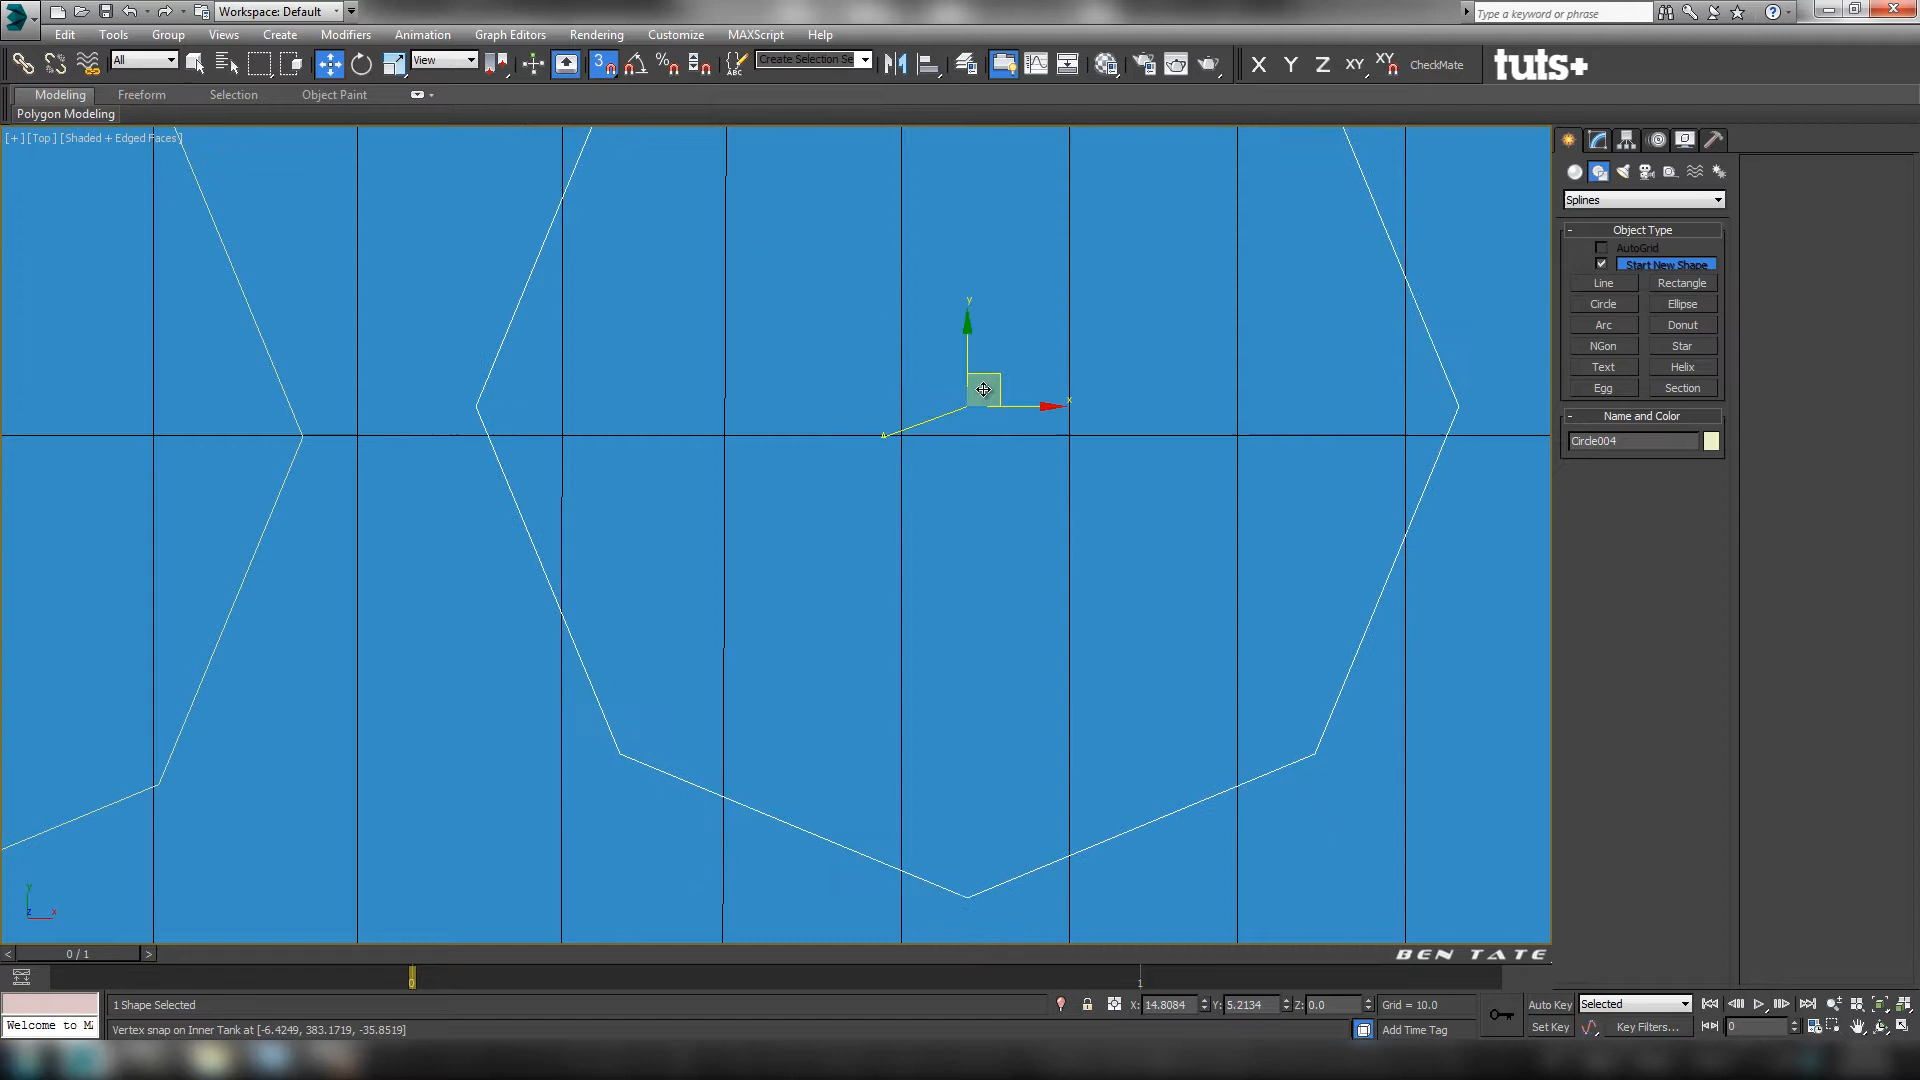 Workspace: Default
Type a keyword or phrase
Edit Tools Group Views Create Modifiers Animation Graph Editors Rendering Customize MAXScript Help
All
View
3
ABC
Create Selection Se
X Y Z XY XY CheckMate
tuts+
Modeling Freeform Selection Object Paint
Polygon Modeling
[+] [Top] [Shaded + Edged Faces]
Splines
- Object Type
AutoGrid
Start New Shape
Line Rectangle
Circle Ellipse
Arc Donut
NGon Star
Text Helix
Egg Section
- Name and Color
Circle004
y
x
y
z x
< 0 / 1 >
BEN TATE
0 1
1 Shape Selected
X: 14.8084 Y: 5.2134 Z: 0.0 Grid = 10.0
Auto Key Selected
Welcome to M
Vertex snap on Inner Tank at [-6.4249, 383.1719, -35.8519]
Add Time Tag
Set Key Key Filters... 0